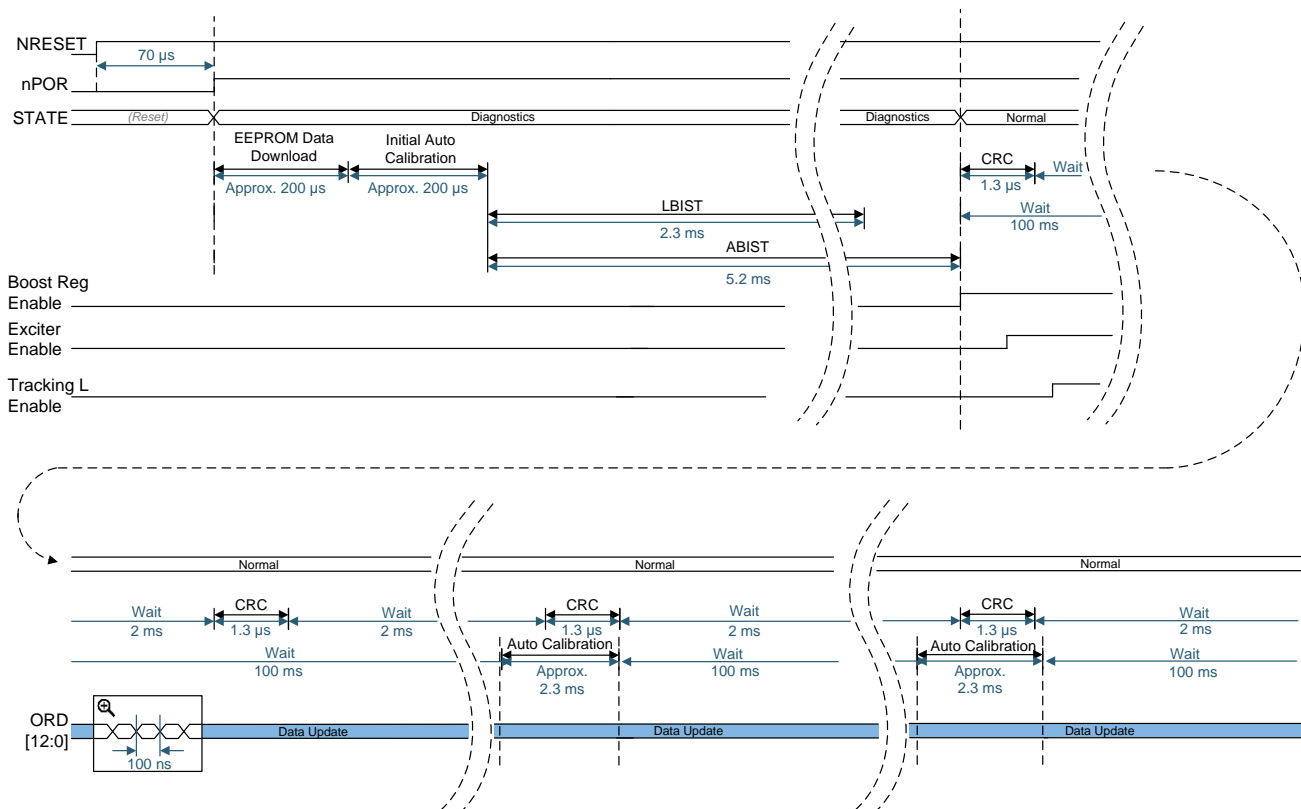 NRESET
70 µs
nPOR
STATE
(Reset)
Diagnostics
Diagnostics
Normal
EEPROM Data
Download
Approx. 200 µs
Initial Auto
Calibration
Approx. 200 µs
CRC
1.3 µs
Wait
LBIST
2.3 ms
Wait
100 ms
ABIST
5.2 ms
Boost Reg
Enable
Exciter
Enable
Tracking L
Enable
Normal
Normal
Normal
Wait
2 ms
CRC
1.3 µs
Wait
2 ms
CRC
1.3 µs
Wait
2 ms
CRC
1.3 µs
Wait
2 ms
Wait
100 ms
Auto Calibration
Approx.
2.3 ms
Wait
100 ms
Auto Calibration
Approx.
2.3 ms
Wait
100 ms
ORD
[12:0]
100 ns
Data Update
Data Update
Data Update